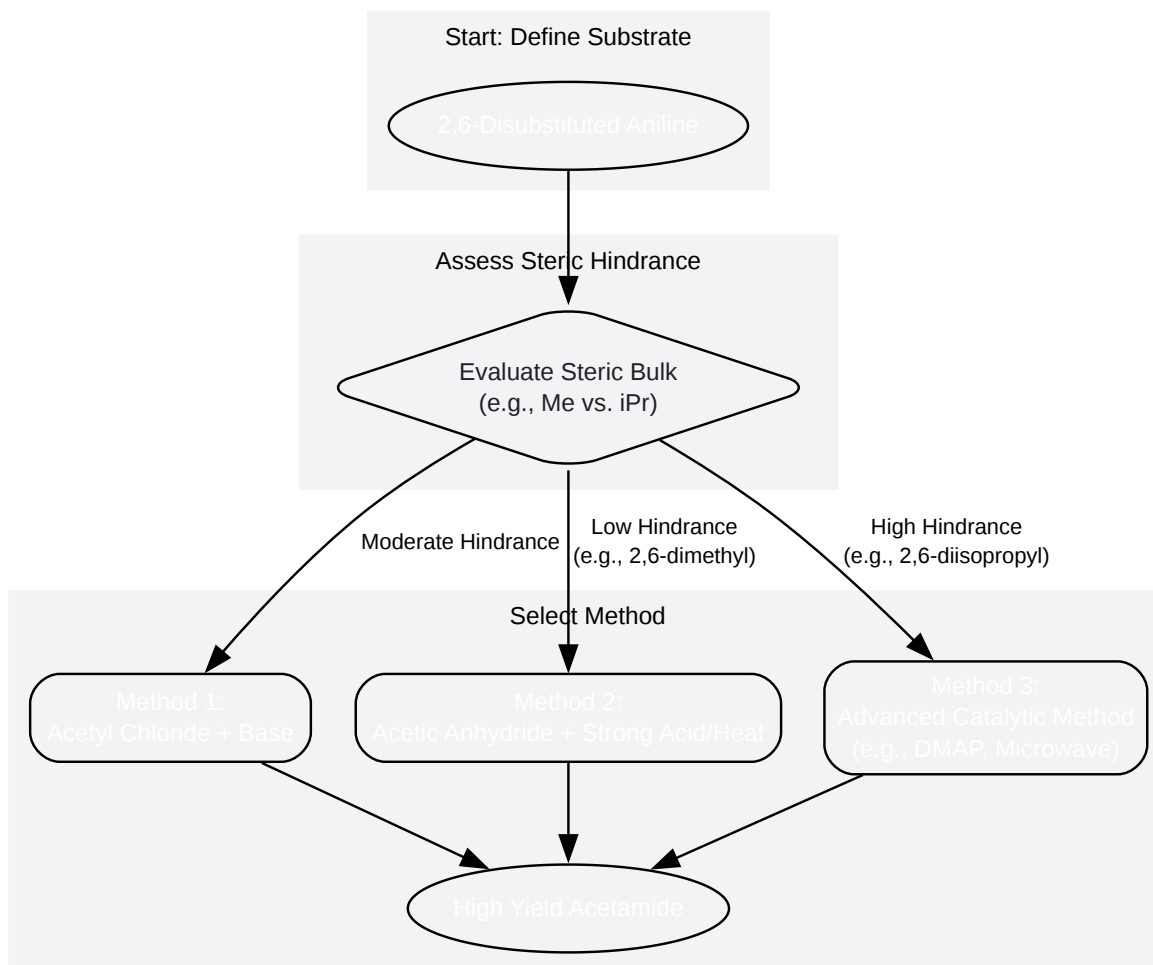 Start: Define Substrate
2,6-Disubstituted Aniline
Assess Steric Hindrance
Evaluate Steric Bulk
(e.g., Me vs. iPr)
Moderate Hindrance
Low Hindrance
(e.g., 2,6-dimethyl)
High Hindrance
(e.g., 2,6-diisopropyl)
Select Method
Method 1:
Acetyl Chloride + Base
Method 2:
Acetic Anhydride + Strong Acid/Heat
Method 3:
Advanced Catalytic Method
(e.g., DMAP, Microwave)
High Yield Acetamide